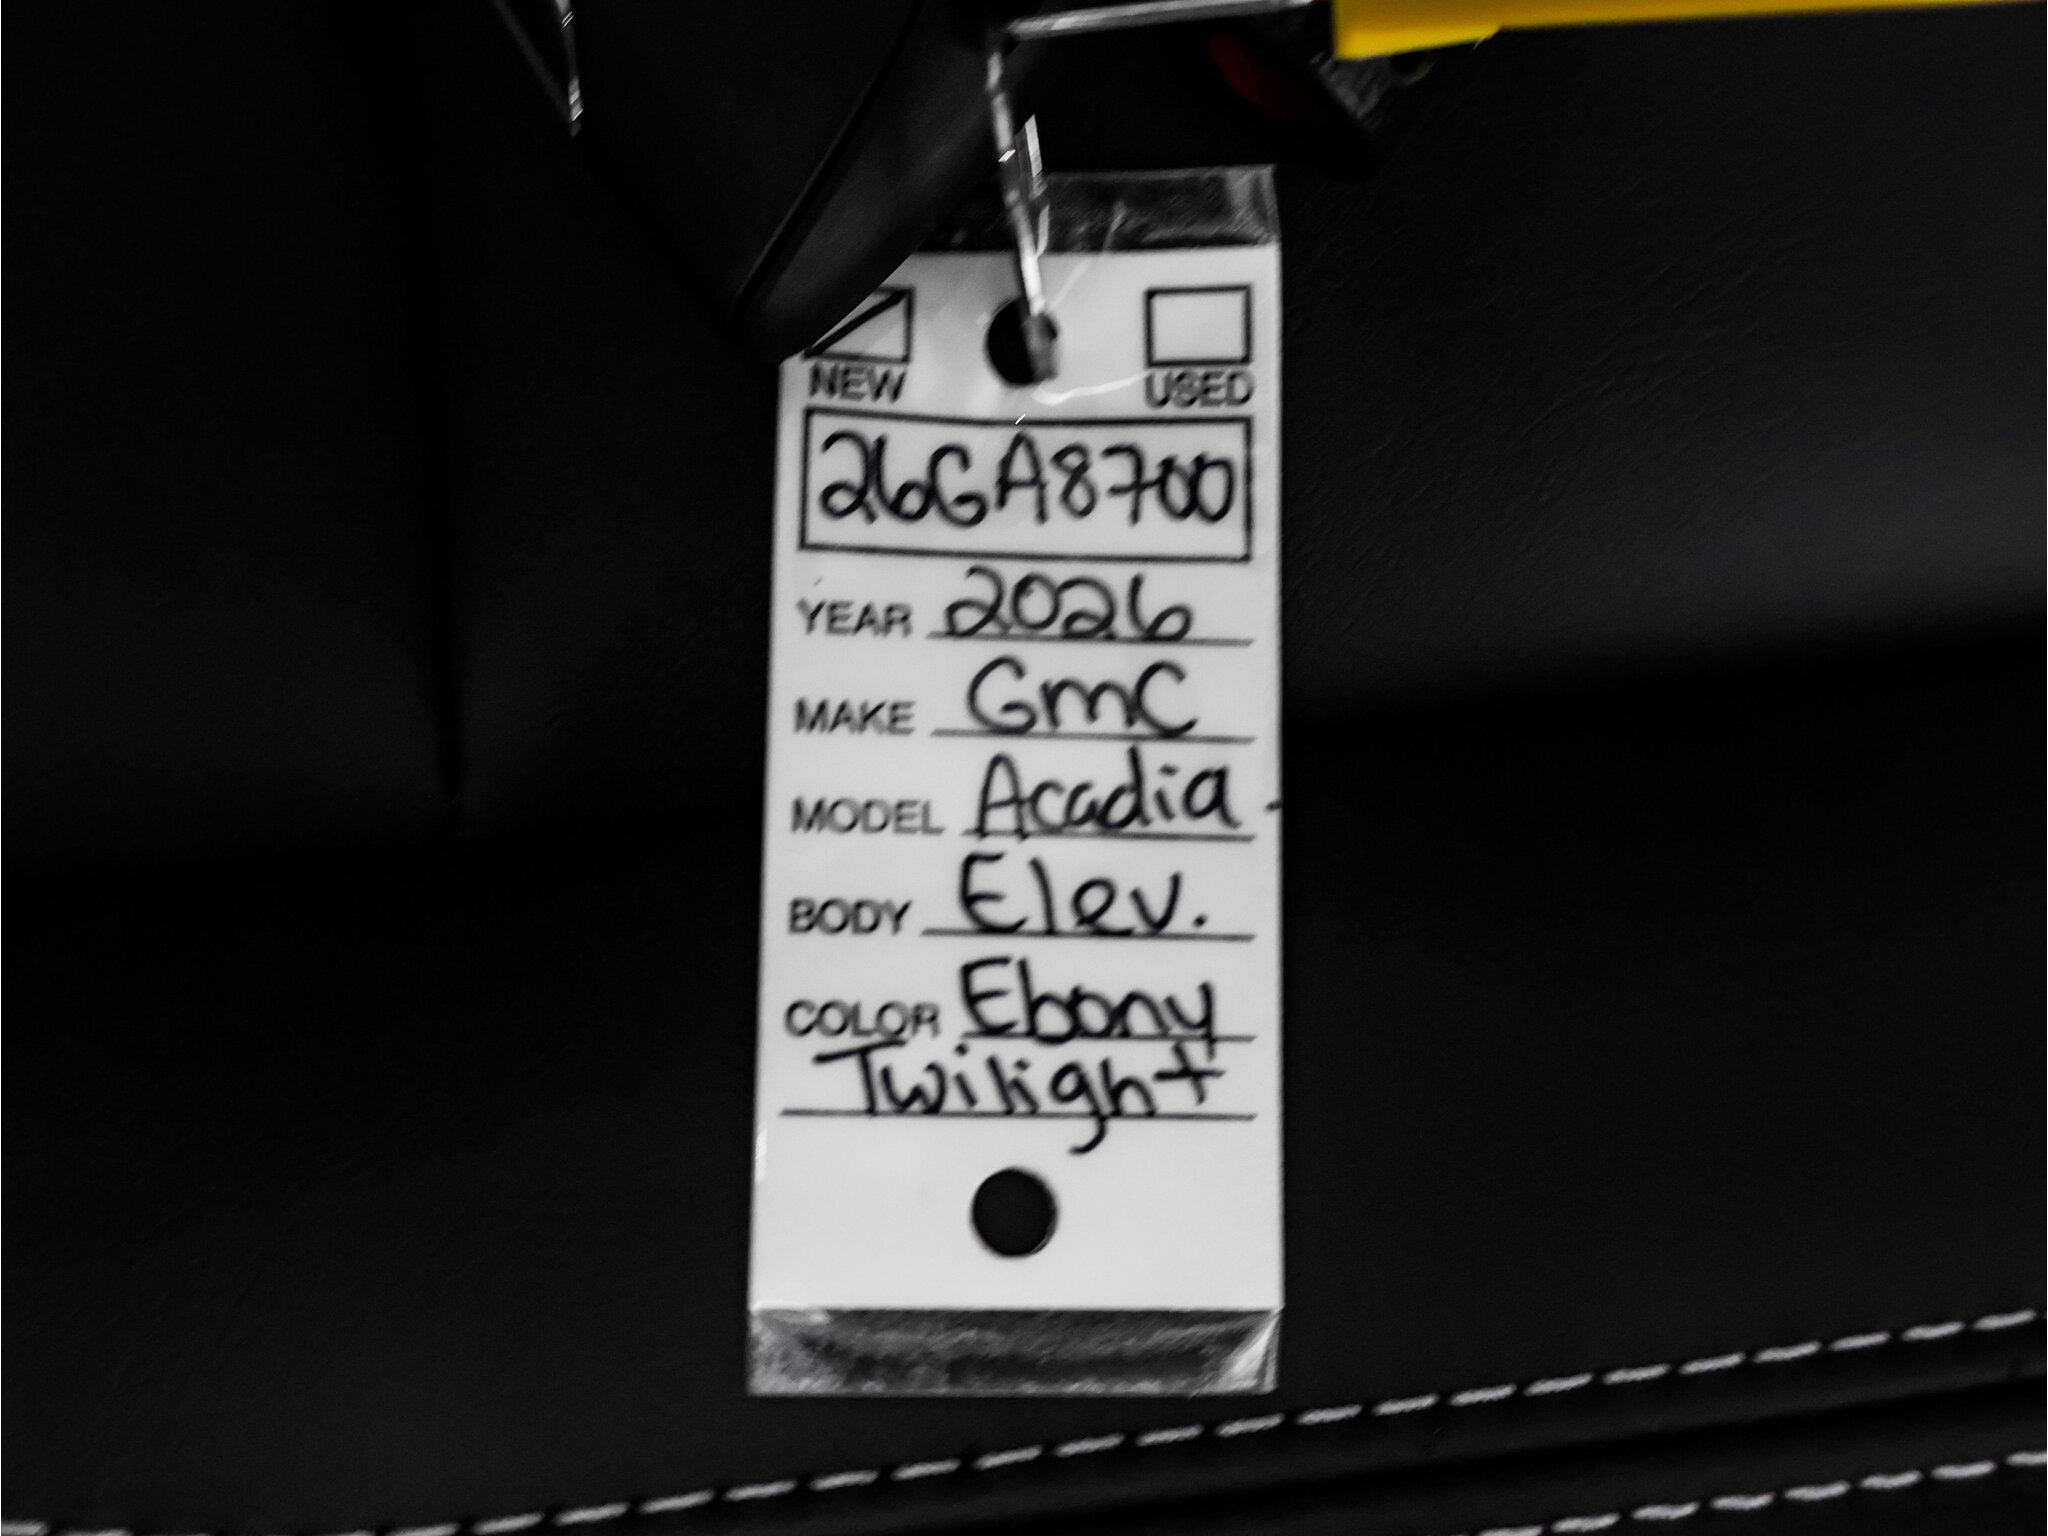 NEW USED
26GA8700
YEAR 2026
MAKE GMC
MODEL Acadia
BODY Elev.
COLOR Ebony
Twilight